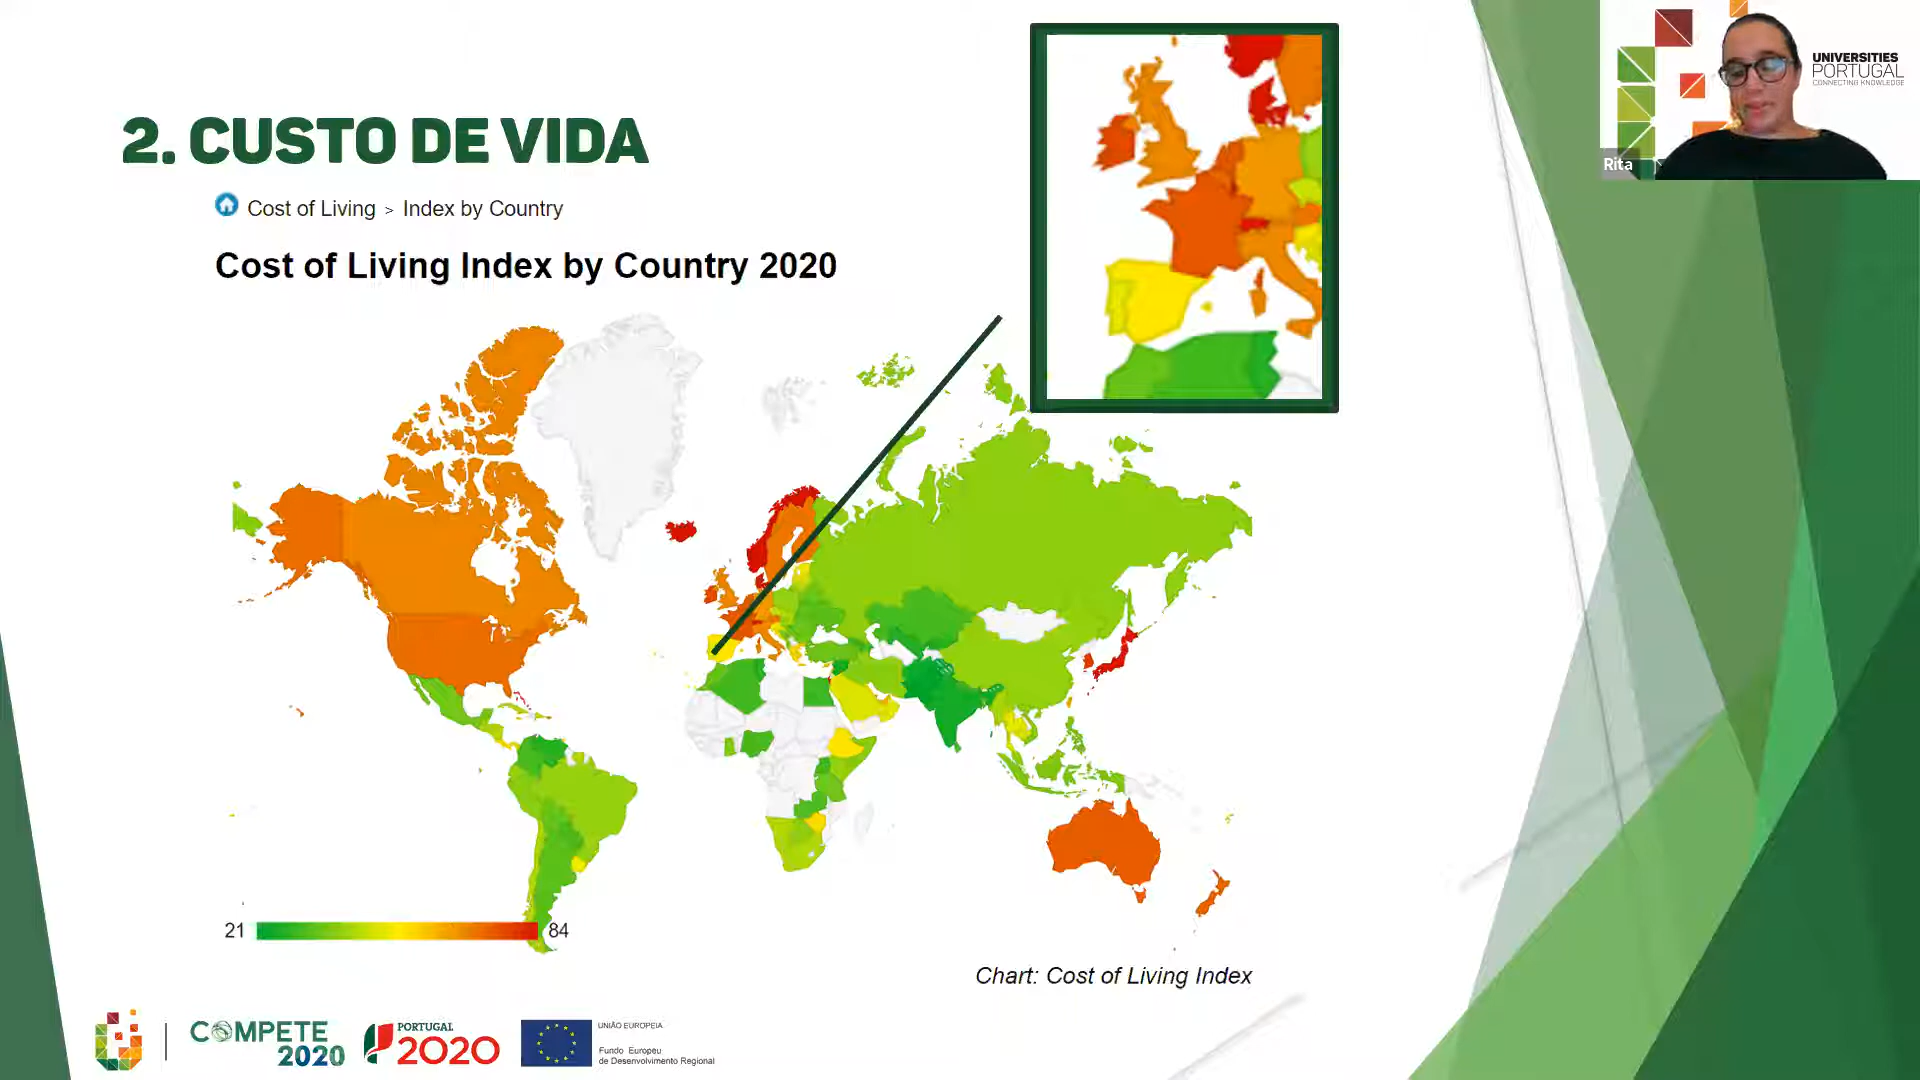 2. CUSTO DE VIDA
Cost of Living > Index by Country
Cost of Living Index by Country 2020
21
84
Chart: Cost of Living Index
COMPETE
2020
PORTUGAL
2020
UNIÃO EUROPEIA
Fundo Europeu
de Desenvolvimento Regional
UNIVERSITIES
PORTUGAL
CONNECTING KNOWLEDGE
Rita